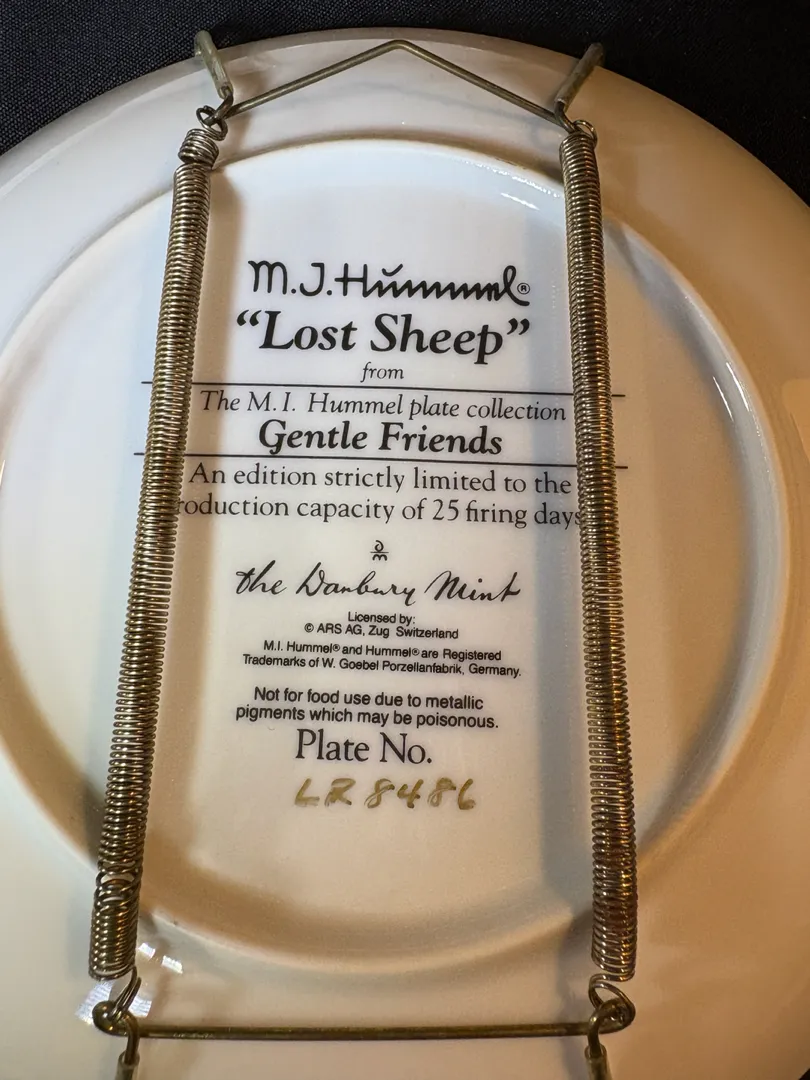 M.J.Hummel®
“Lost Sheep”
from
The M.I. Hummel plate collection
Gentle Friends
An edition strictly limited to the
roduction capacity of 25 firing days
the Danbury Mint
Licensed by:
© ARS AG, Zug Switzerland
M.I. Hummel® and Hummel® are Registered
Trademarks of W. Goebel Porzellanfabrik, Germany.
Not for food use due to metallic
pigments which may be poisonous.
Plate No.
LR8486